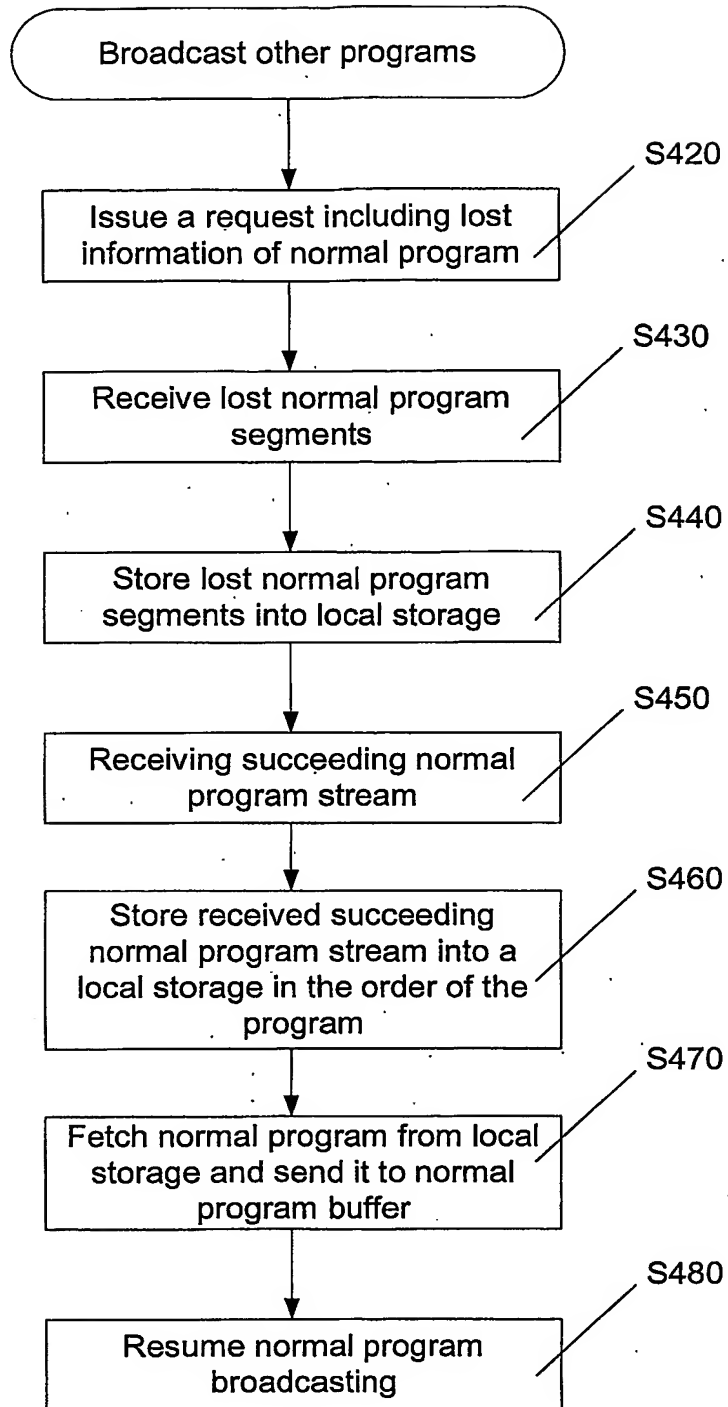 Broadcast other programs
S420
Issue a request including lost
information of normal program
S430
Receive lost normal program
segments
S440
Store lost normal program
segments into local storage
S450
Receiving succeeding normal
program stream
S460
Store received succeeding
normal program stream into a
local storage in the order of the
program
S470
Fetch normal program from local
storage and send it to normal
program buffer
S480
Resume normal program
broadcasting